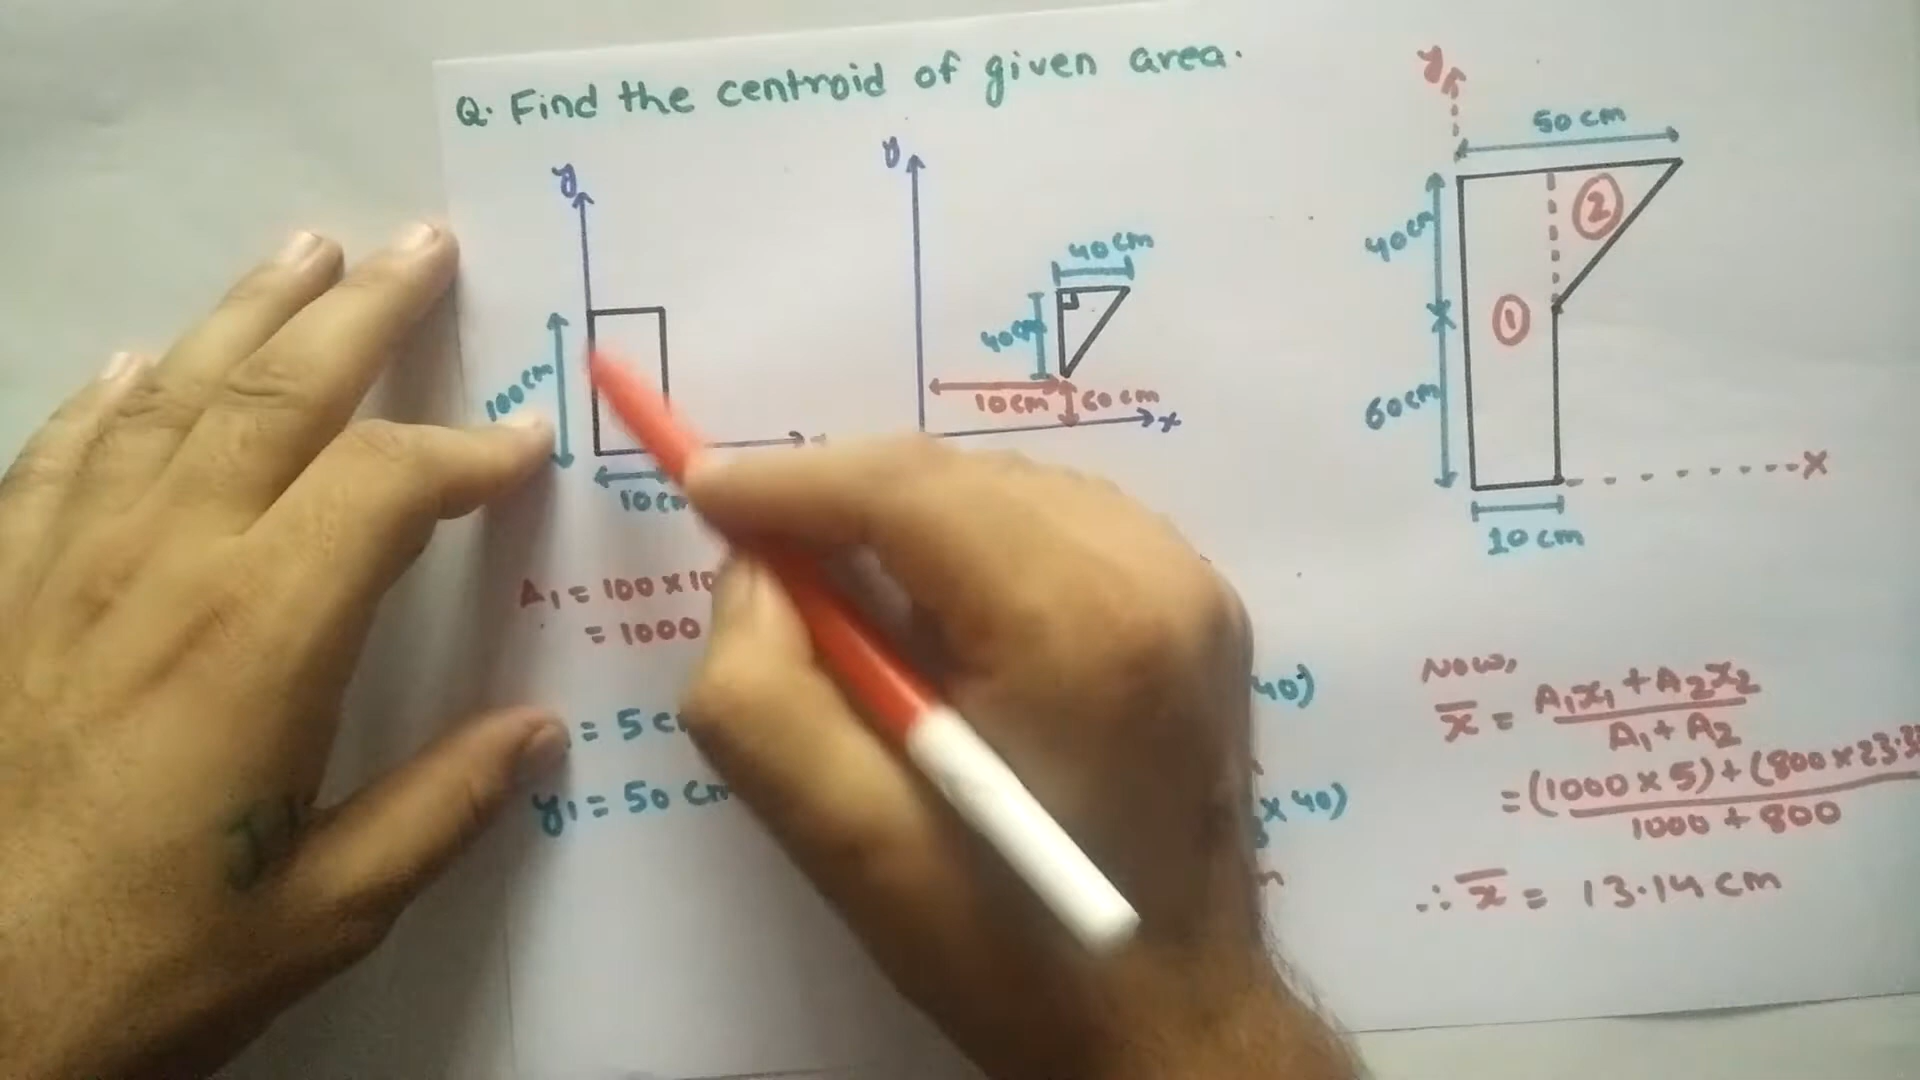 Q. Find the centroid of given area.
y
100cm
10cm
A₁ = 100 × 10
= 1000
= 5 c
y₁ = 50 cm
y
40cm
40cm
10cm
60cm
x
40)
× 40)
y
50 cm
40cm
60cm
①
②
x
10 cm
Now,
x̅ = A₁x₁ + A₂x₂
A₁ + A₂
= (1000 × 5) + (800 × 23.33
1000 + 800
∴ x̅ = 13.14 cm